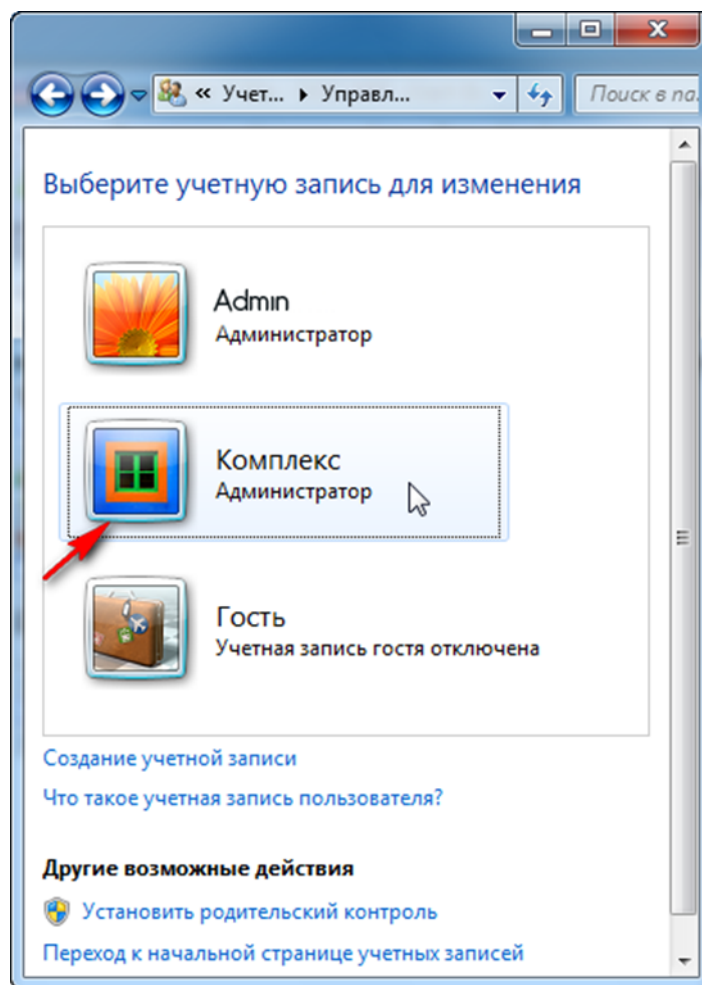 « Учет... Управл...
Поиск в па
Выберите учетную запись для изменения
Admin
Администратор
Комплекс
Администратор
Гость
Учетная запись гостя отключена
Создание учетной записи
Что такое учетная запись пользователя?
Другие возможные действия
Установить родительский контроль
Переход к начальной странице учетных записей